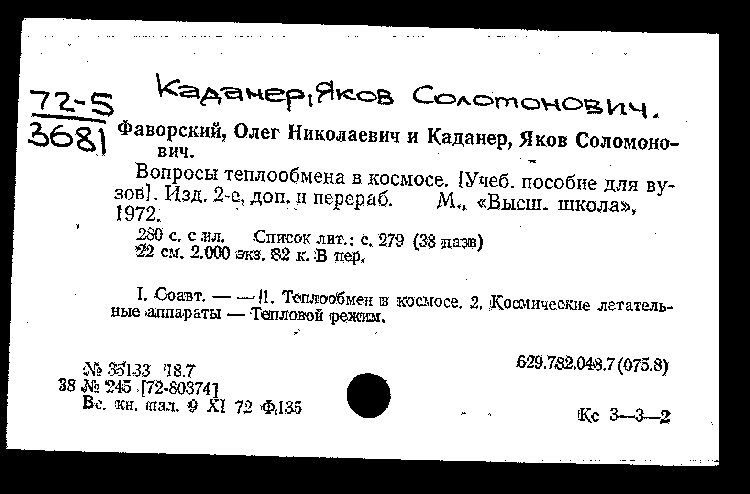 Каданер, Яков Соломонович.
72-5
3681
Фаворский, Олег Николаевич и Каданер, Яков Соломоно-
вич.
Вопросы теплообмена в космосе. [Учеб. пособие для ву-
зов]. Изд. 2-е, доп. и перераб. М., «Высш. школа»,
1972.
280 с. с ил. Список лит.: с. 279 (38 назв)
22 см. 2.000 экз. 82 к. В пер.
I. Соавт. — — 1. Теплообмен в космосе. 2. Космические летатель-
ные аппараты — Тепловой режим.
629.782.048.7(075.8)
№ 35133 18.7
38 № 245 [72-80374]
Вс. кн. пал. 9 XI 72 Ф.135
Кс 3—3—2